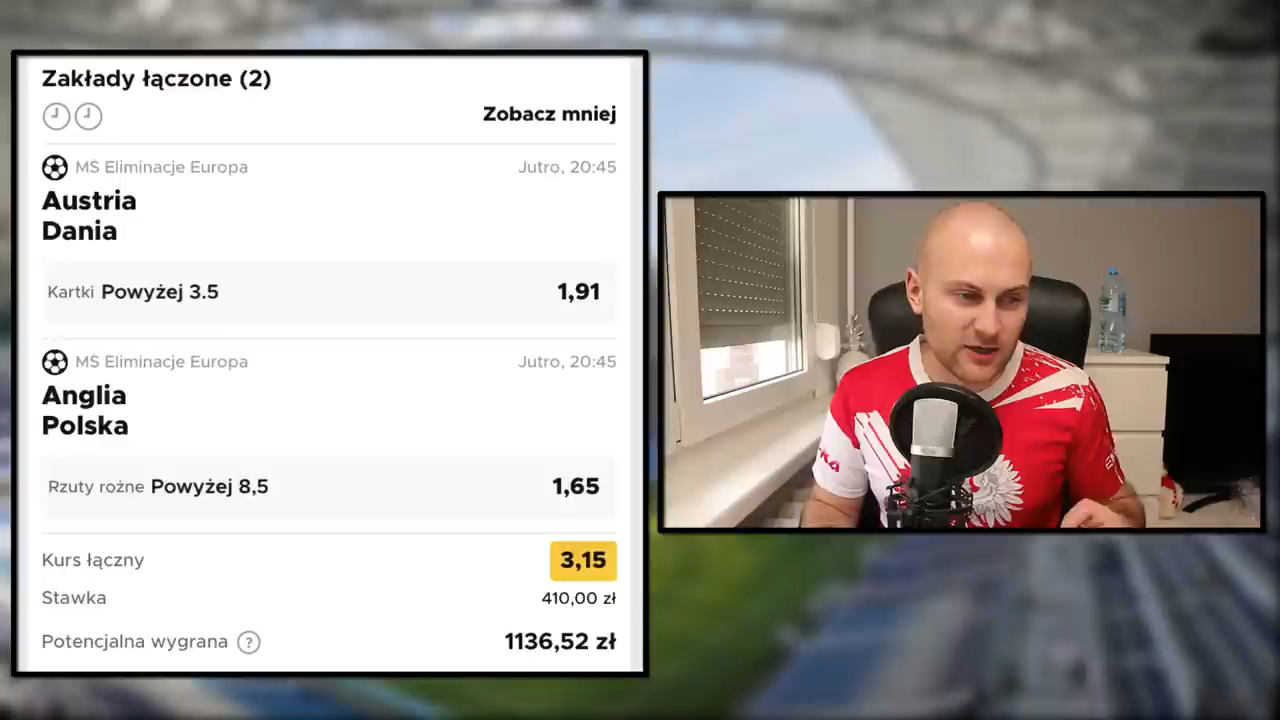 Zakłady łączone (2)
Zobacz mniej
MŚ Eliminacje Europa
Jutro, 20:45
Austria
Dania
Kartki Powyżej 3.5
1,91
MŚ Eliminacje Europa
Jutro, 20:45
Anglia
Polska
Rzuty rożne Powyżej 8,5
1,65
Kurs łączny
3,15
Stawka
410,00 zł
Potencjalna wygrana ?
1136,52 zł